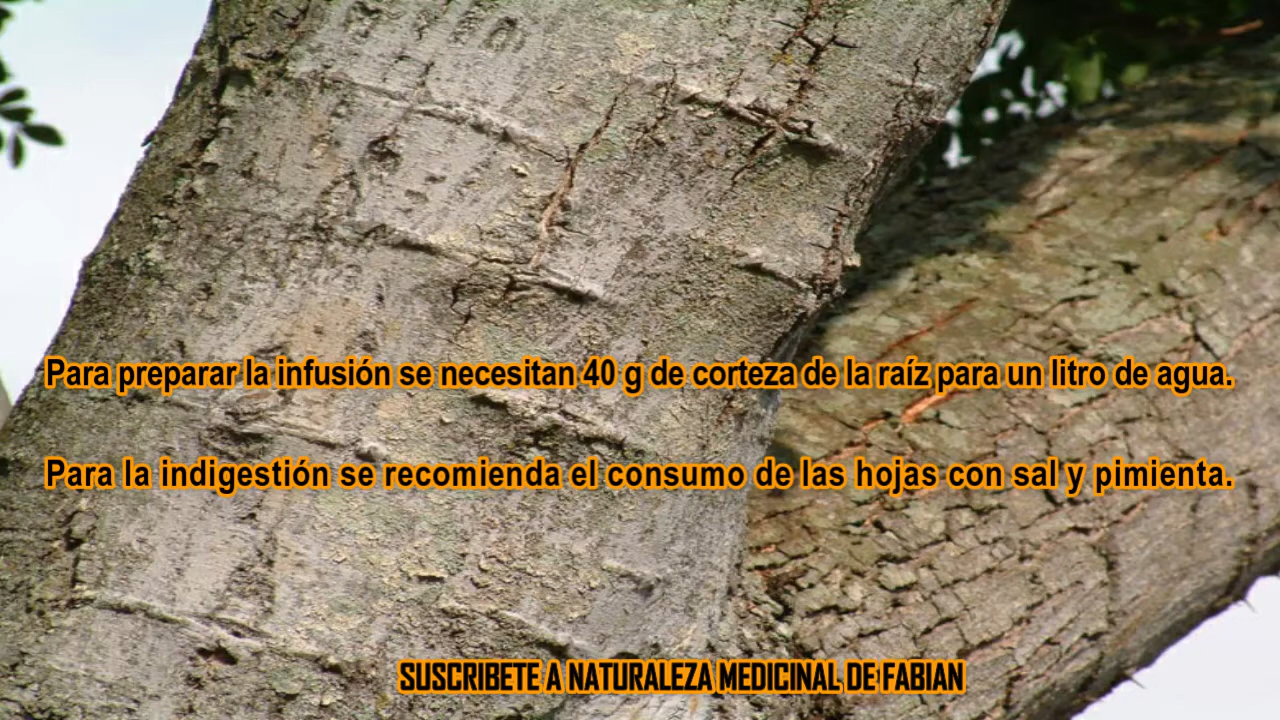 Para preparar la infusión se necesitan 40 g de corteza de la raíz para un litro de agua.
Para la indigestión se recomienda el consumo de las hojas con sal y pimienta.
SUSCRIBETE A NATURALEZA MEDICINAL DE FABIAN